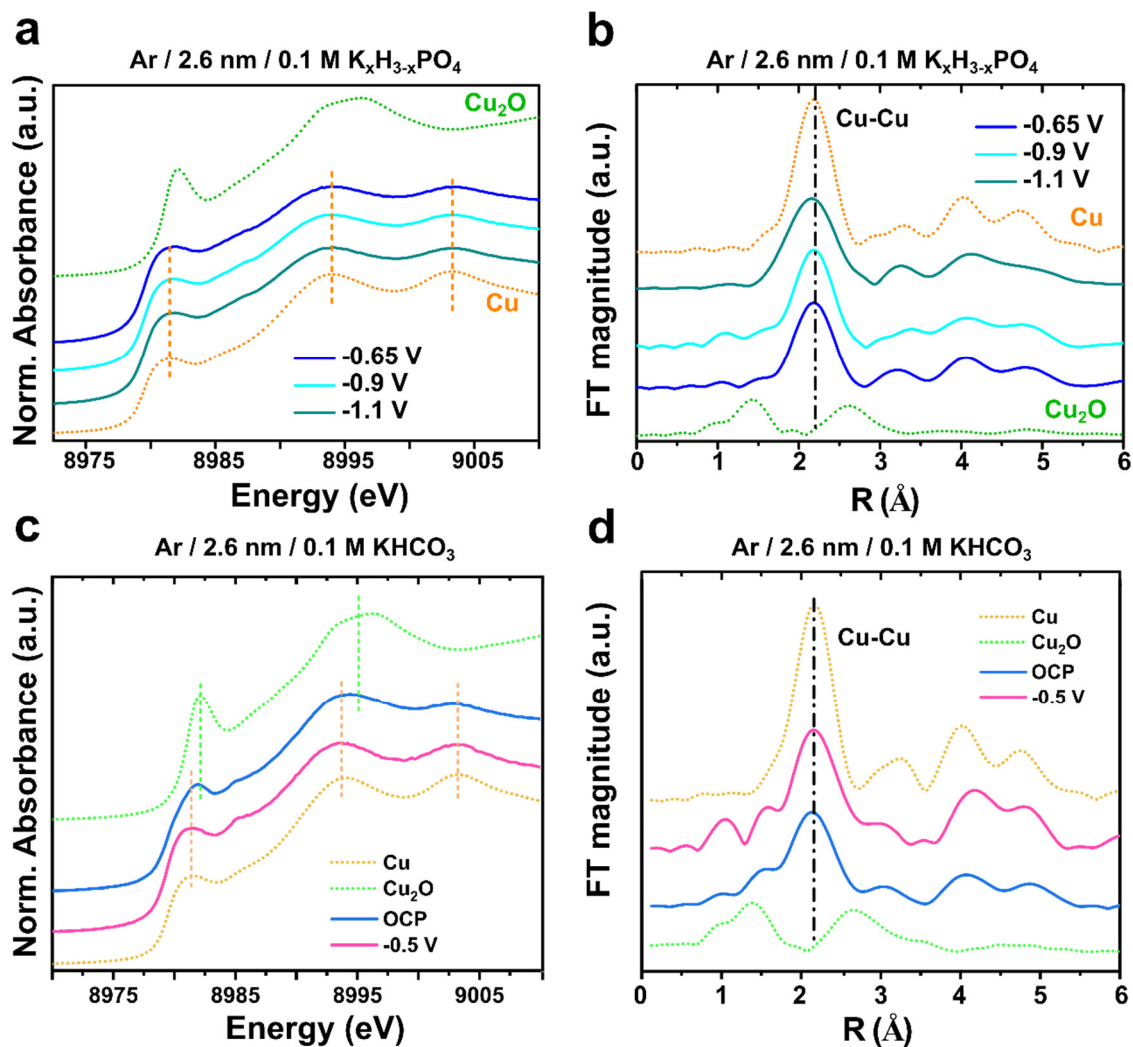 a
Ar / 2.6 nm / 0.1 M KₓH₃₋ₓPO₄
Norm. Absorbance (a.u.)
Cu₂O
Cu
-0.65 V
-0.9 V
-1.1 V
8975 8985 8995 9005
Energy (eV)
b
Ar / 2.6 nm / 0.1 M KₓH₃₋ₓPO₄
FT magnitude (a.u.)
Cu-Cu
-0.65 V
-0.9 V
-1.1 V
Cu
Cu₂O
0 1 2 3 4 5 6
R (Å)
c
Ar / 2.6 nm / 0.1 M KHCO₃
Norm. Absorbance (a.u.)
Cu
Cu₂O
OCP
-0.5 V
8975 8985 8995 9005
Energy (eV)
d
Ar / 2.6 nm / 0.1 M KHCO₃
FT magnitude (a.u.)
Cu-Cu
Cu
Cu₂O
OCP
-0.5 V
0 1 2 3 4 5 6
R (Å)